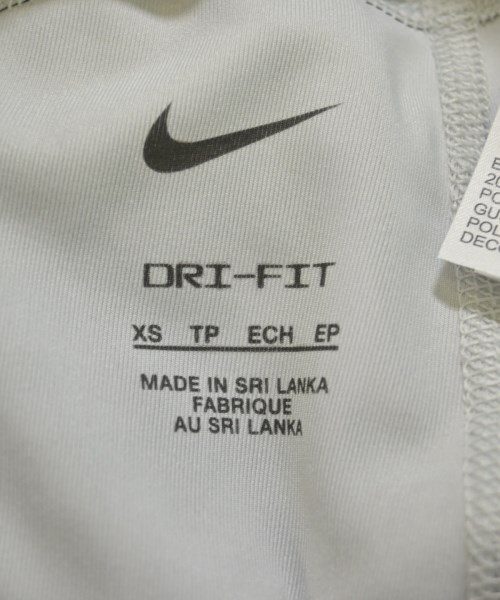 DRI-FIT
XS TP ECH EP
MADE IN SRI LANKA
FABRIQUE
AU SRI LANKA